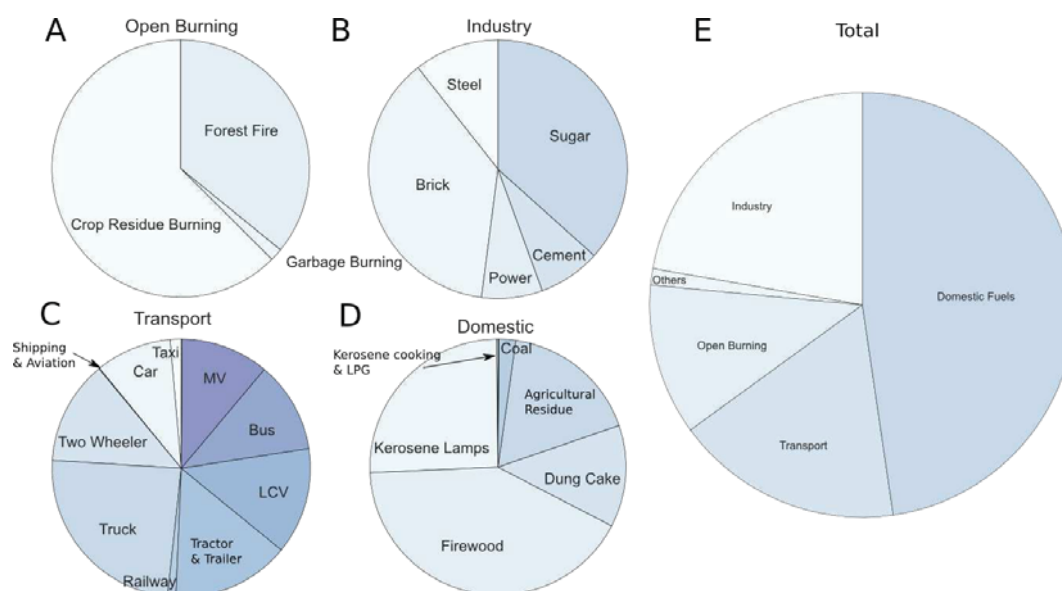 A
Open Burning
Forest Fire
Crop Residue Burning
Garbage Burning
B
Industry
Steel
Sugar
Brick
Cement
Power
C
Transport
Shipping
& Aviation
Taxi
Car
MV
Bus
Two Wheeler
LCV
Truck
Tractor
& Trailer
Railway
D
Domestic
Kerosene cooking
& LPG
Coal
Agricultural
Residue
Kerosene Lamps
Dung Cake
Firewood
E
Total
Industry
Others
Domestic Fuels
Open Burning
Transport